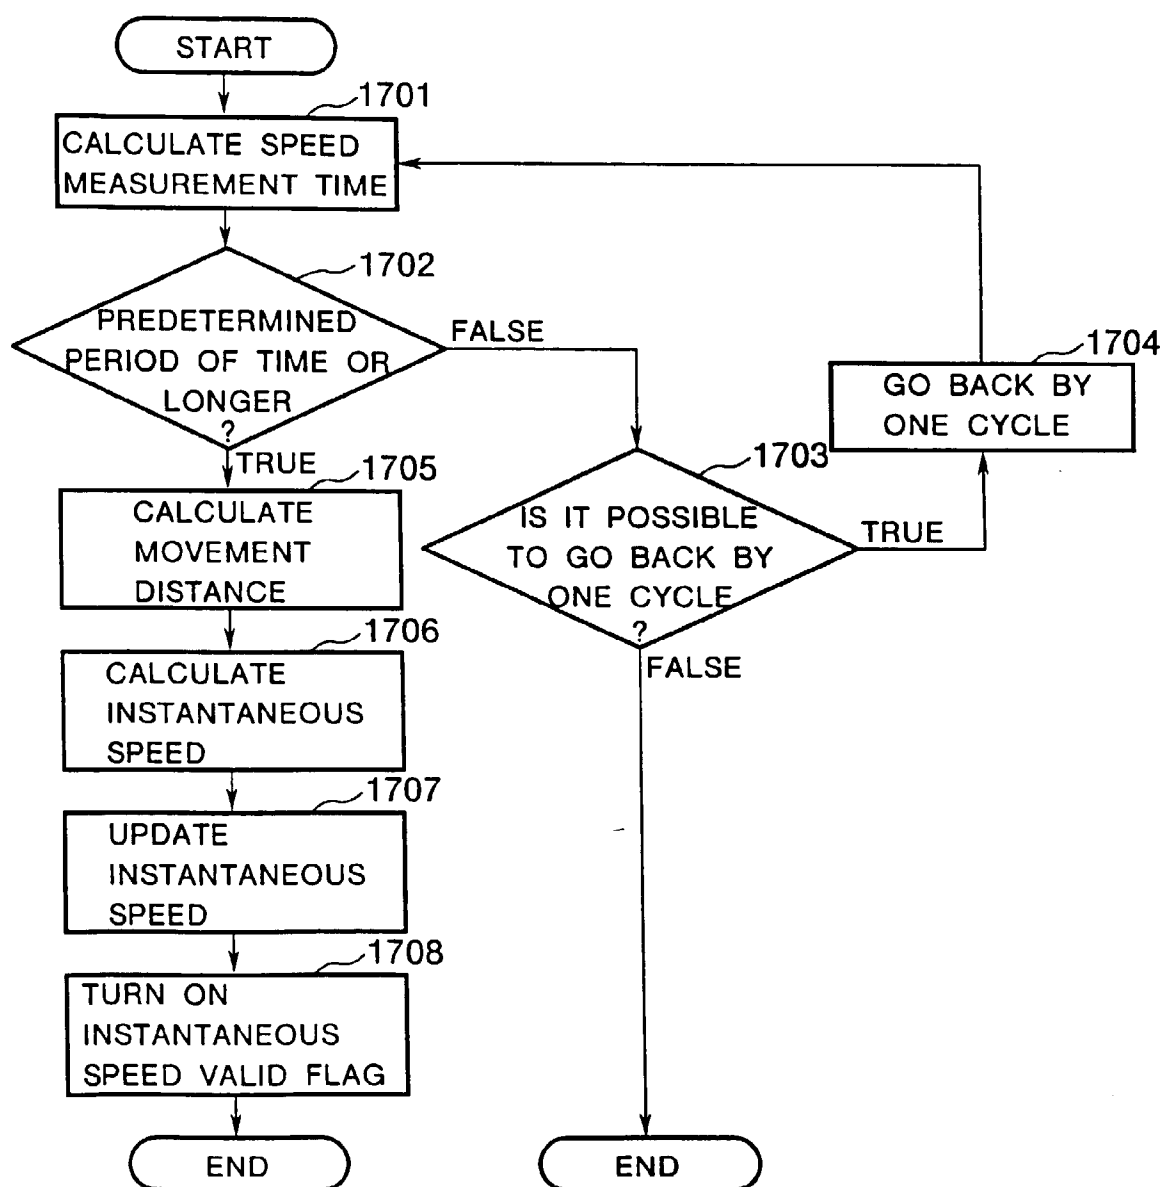 START
1701
CALCULATE SPEED
MEASUREMENT TIME
1702
PREDETERMINED
PERIOD OF TIME OR
LONGER
?
FALSE
TRUE
1704
GO BACK BY
ONE CYCLE
1703
IS IT POSSIBLE
TO GO BACK BY
ONE CYCLE
?
TRUE
FALSE
1705
CALCULATE
MOVEMENT
DISTANCE
1706
CALCULATE
INSTANTANEOUS
SPEED
1707
UPDATE
INSTANTANEOUS
SPEED
1708
TURN ON
INSTANTANEOUS
SPEED VALID FLAG
END
END